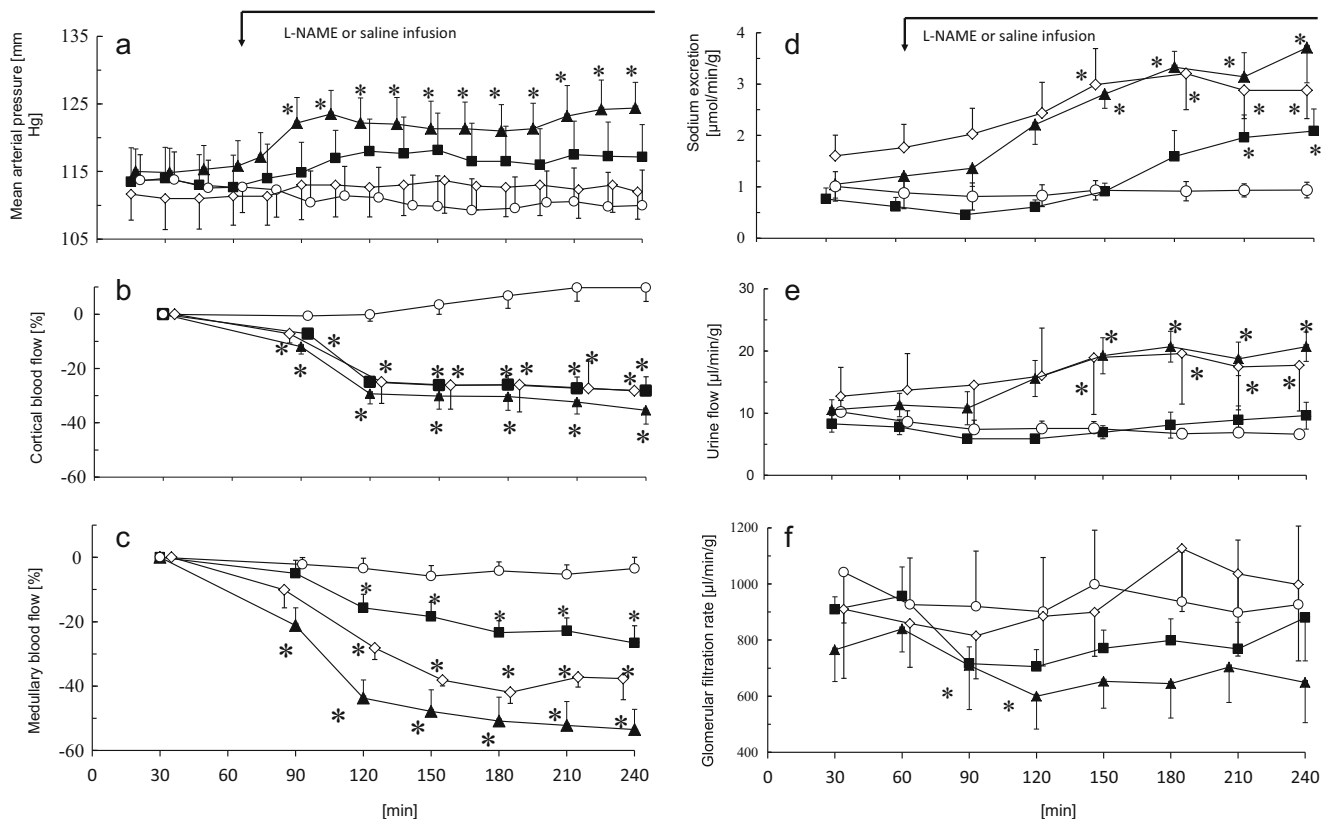 L-NAME or saline infusion
a
Mean arterial pressure [mm
Hg]
135
125
115
105
b
Cortical blood flow [%]
0
-20
-40
-60
* * * * * * * * * * * *
c
Medullary blood flow [%]
0
-20
-40
-60
0 30 60 90 120 150 180 210 240
[min]
L-NAME or saline infusion
d
Sodium excretion
[µmol/min/g]
4
3
2
1
0
e
Urine flow [µl/min/g]
30
20
10
0
f
Glomerular filtration rate [µl/min/g]
1200
1000
800
600
400
* *
0 30 60 90 120 150 180 210 240
[min]